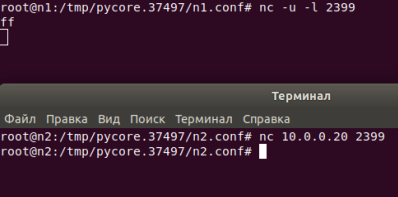 root@n1:/tmp/pycore.37497/n1.conf# nc -u -l 2399
ff
Терминал
Файл Правка Вид Поиск Терминал Справка
root@n2:/tmp/pycore.37497/n2.conf# nc 10.0.0.20 2399
root@n2:/tmp/pycore.37497/n2.conf#